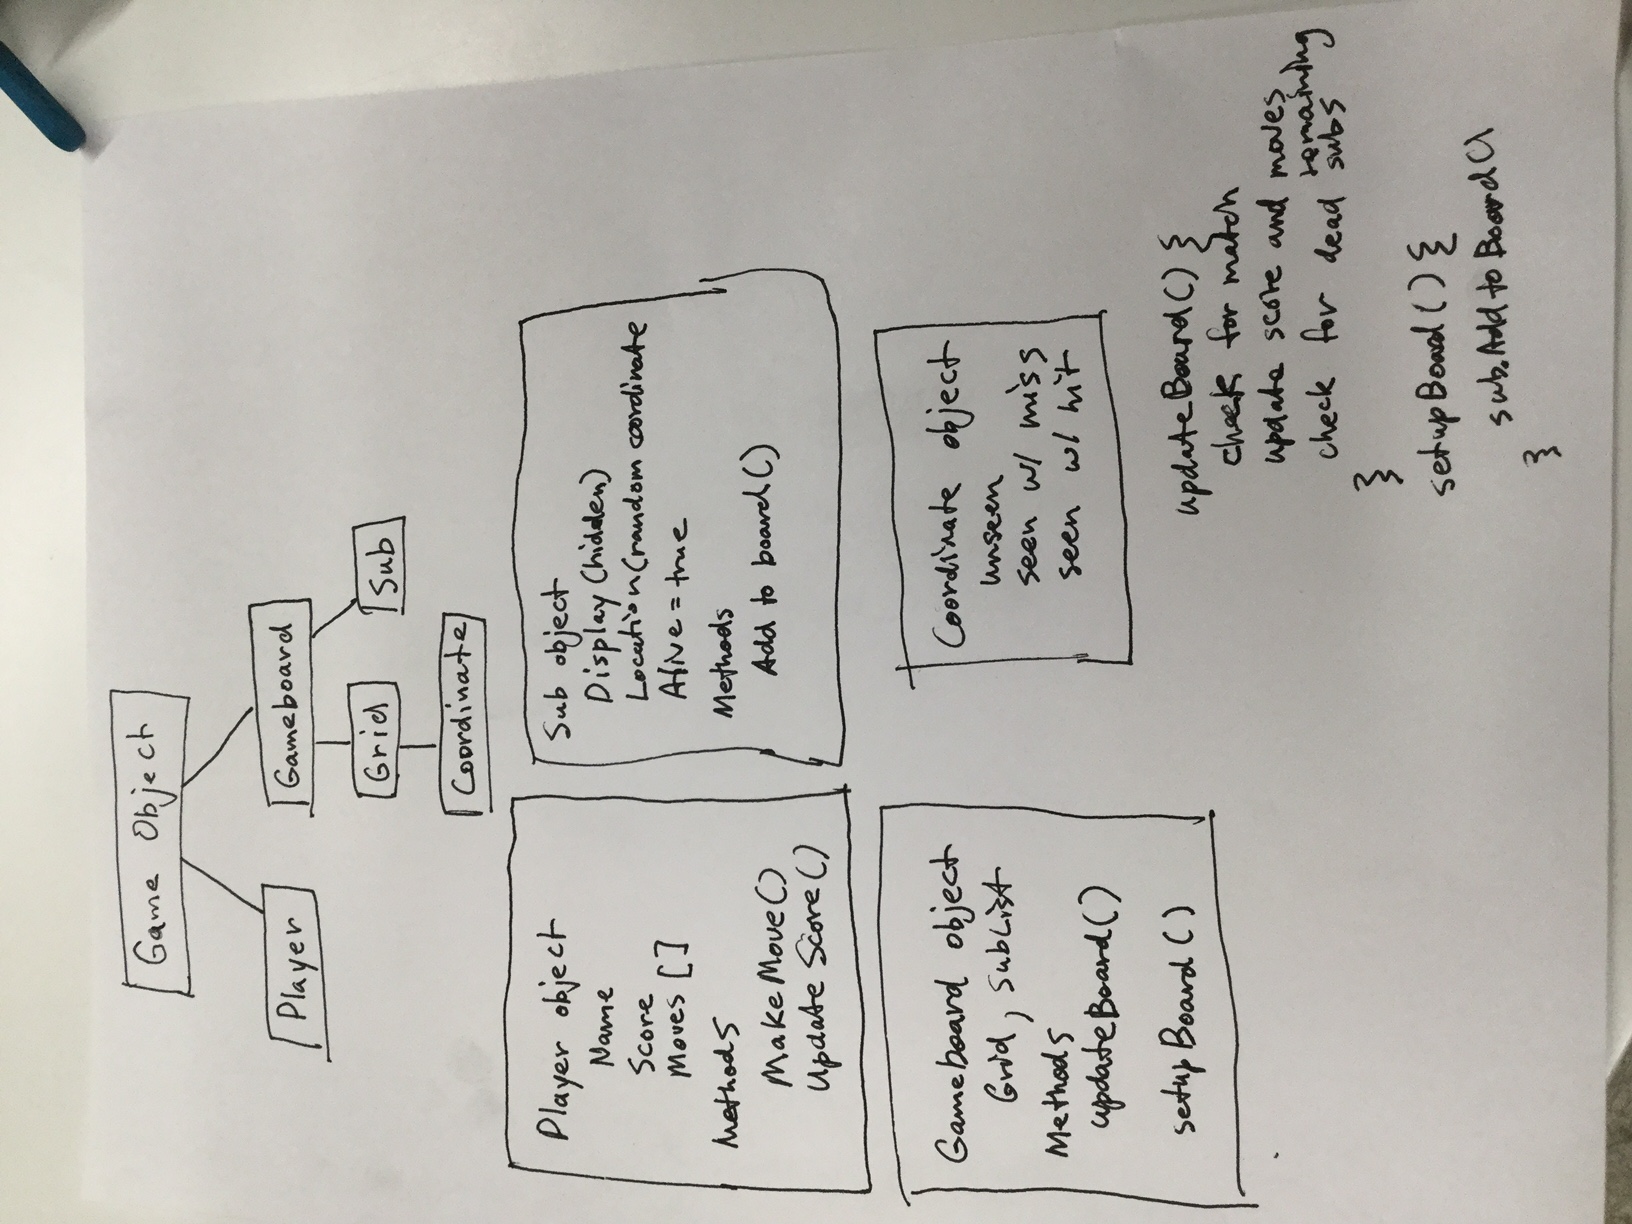 Game Object
Player
Gameboard
Grid
Sub
Coordinate
Player object
Name
Score
Moves []
Methods
MakeMove()
Update Score()
Sub object
Display (hidden)
Location (random coordinate
Alive = true
Methods
Add to board()
Gameboard object
Grid, SubList
Methods
updateBoard()
setupBoard()
Coordinate object
unseen
seen w/ miss
seen w/ hit
updateBoard() {
check for match
update score and moves
remaining
check for dead subs
}
setupBoard() {
sub.AddtoBoard()
}